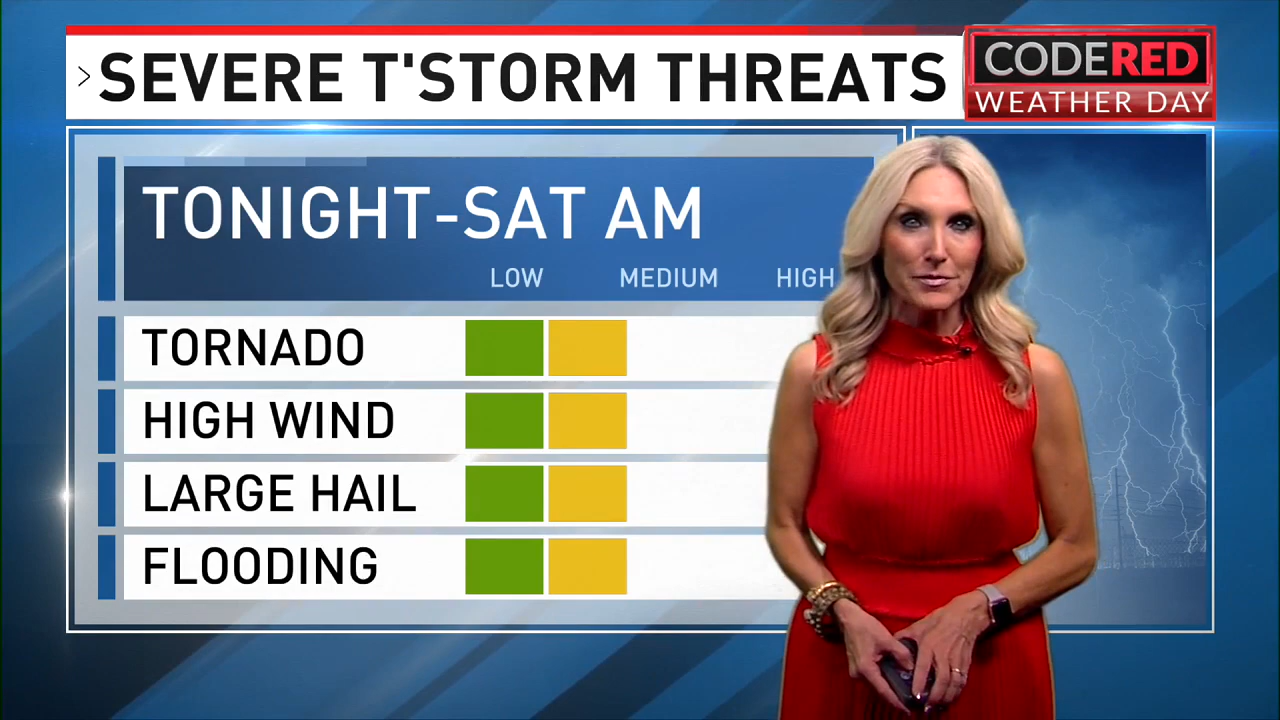 SEVERE T'STORM THREATS
CODERED
WEATHER DAY
TONIGHT-SAT AM
LOW MEDIUM HIGH
TORNADO
HIGH WIND
LARGE HAIL
FLOODING